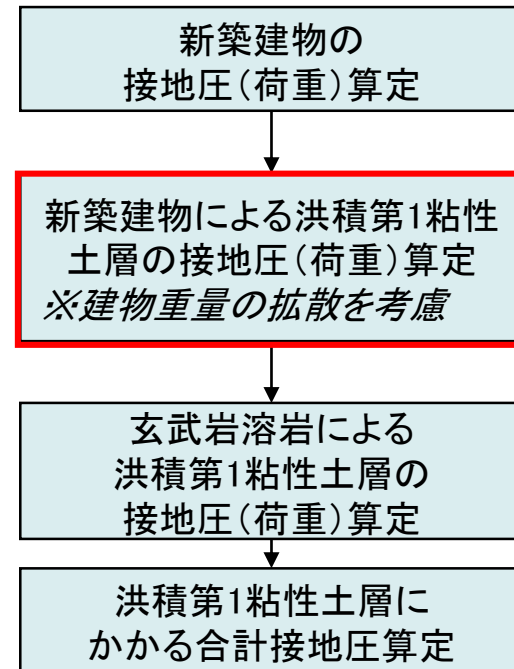 新築建物の
接地圧(荷重)算定
新築建物による洪積第1粘性
土層の接地圧(荷重)算定
※建物重量の拡散を考慮
玄武岩溶岩による
洪積第1粘性土層の
接地圧(荷重)算定
洪積第1粘性土層に
かかる合計接地圧算定